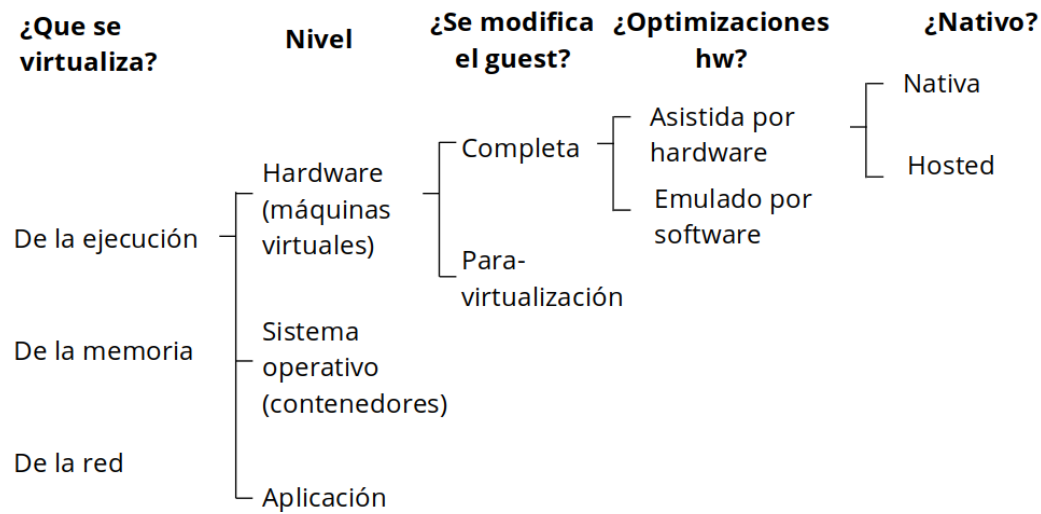 ¿Que se
virtualiza?
Nivel
¿Se modifica
el guest?
¿Optimizaciones
hw?
¿Nativo?
De la ejecución
De la memoria
De la red
Hardware
(máquinas
virtuales)
Sistema
operativo
(contenedores)
Aplicación
Completa
Para-
virtualización
Asistida por
hardware
Emulado por
software
Nativa
Hosted